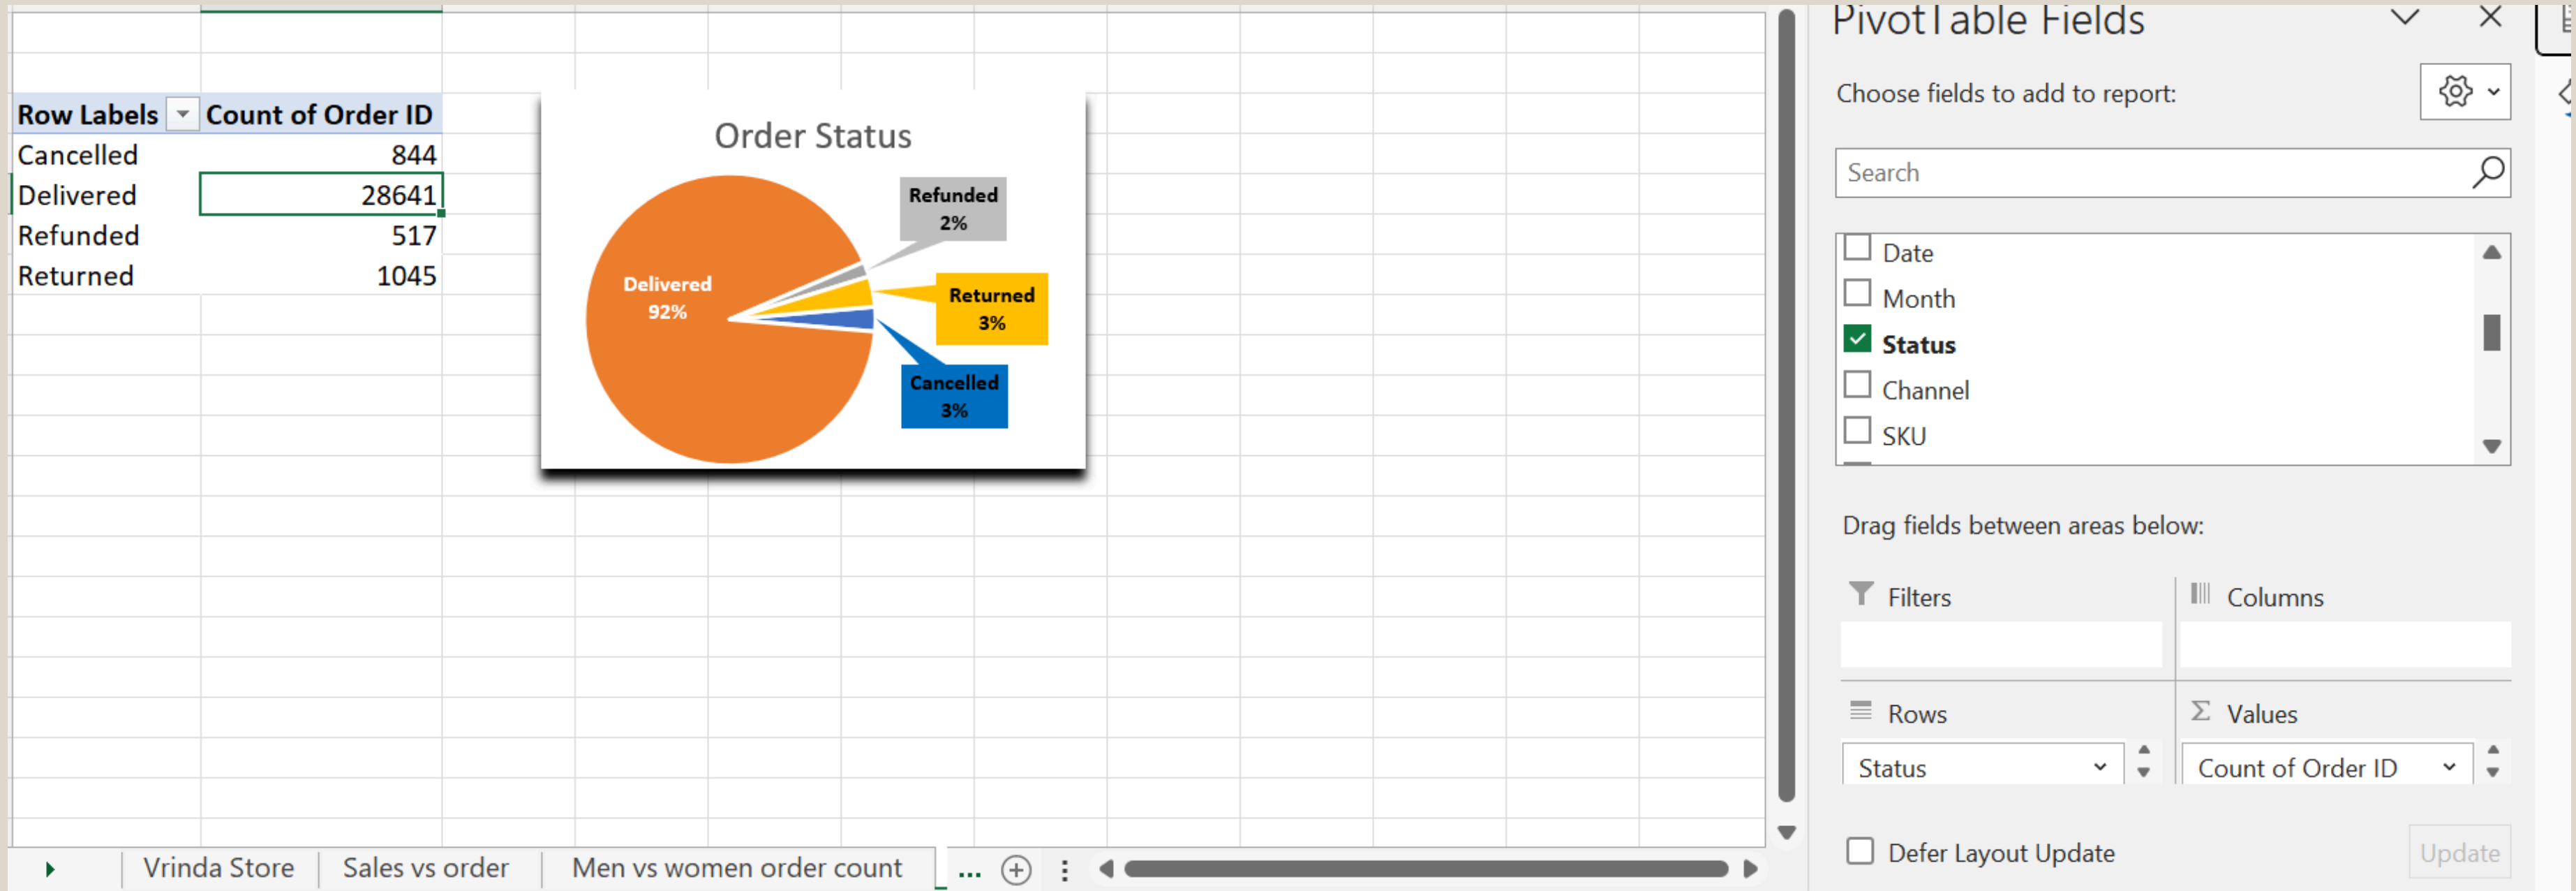 Row Labels Count of Order ID
Cancelled 844
Delivered 28641
Refunded 517
Returned 1045
Order Status
Refunded
2%
Delivered
92%
Returned
3%
Cancelled
3%
Vrinda Store Sales vs order Men vs women order count ...
PivotTable Fields
Choose fields to add to report:
Search
Date
Month
Status
Channel
SKU
Drag fields between areas below:
Filters Columns
Rows Σ Values
Status Count of Order ID
Defer Layout Update Update